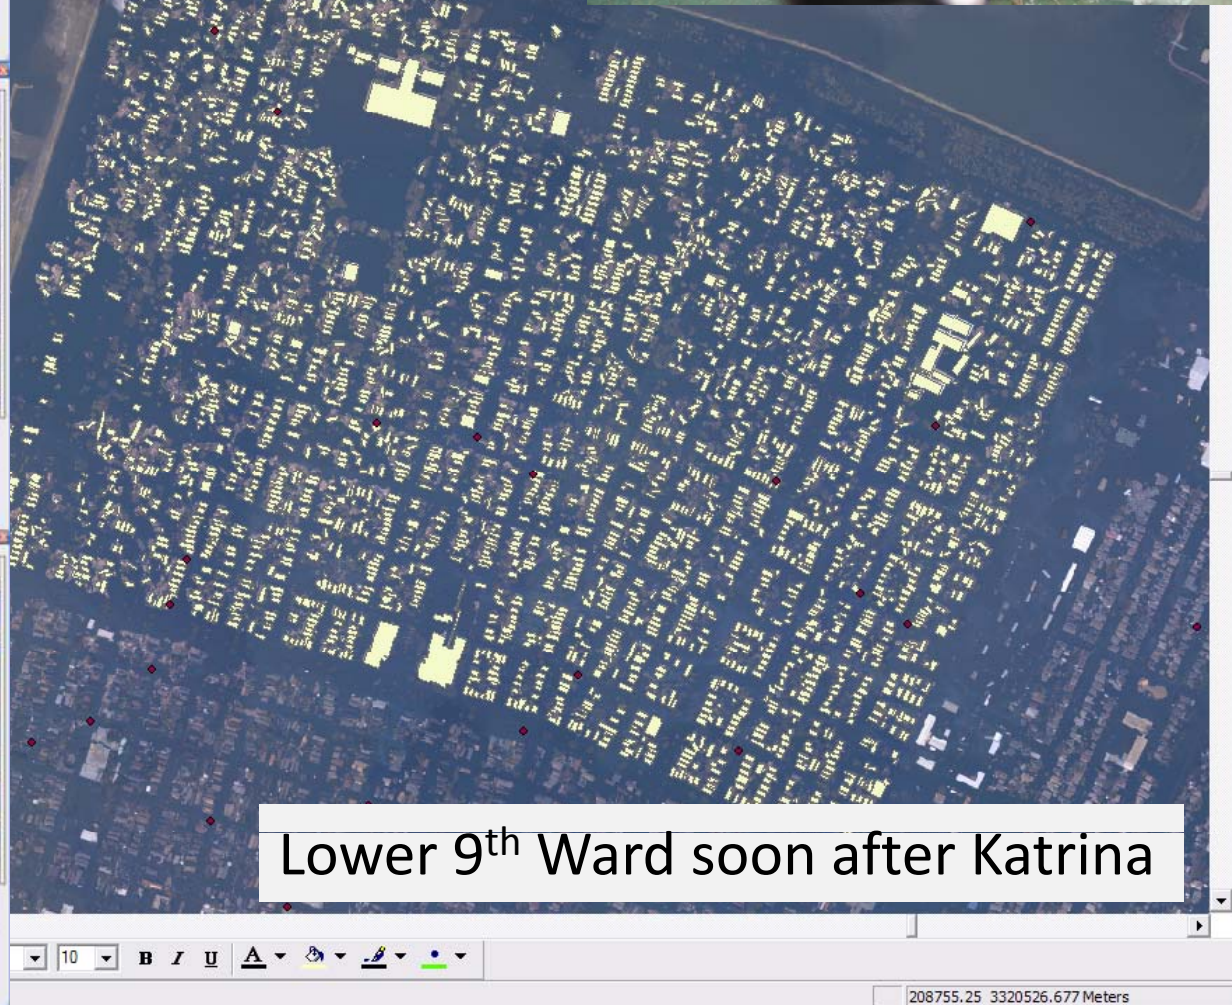 Lower 9th Ward soon after Katrina
10 B I U A
208755.25 3320526.677 Meters